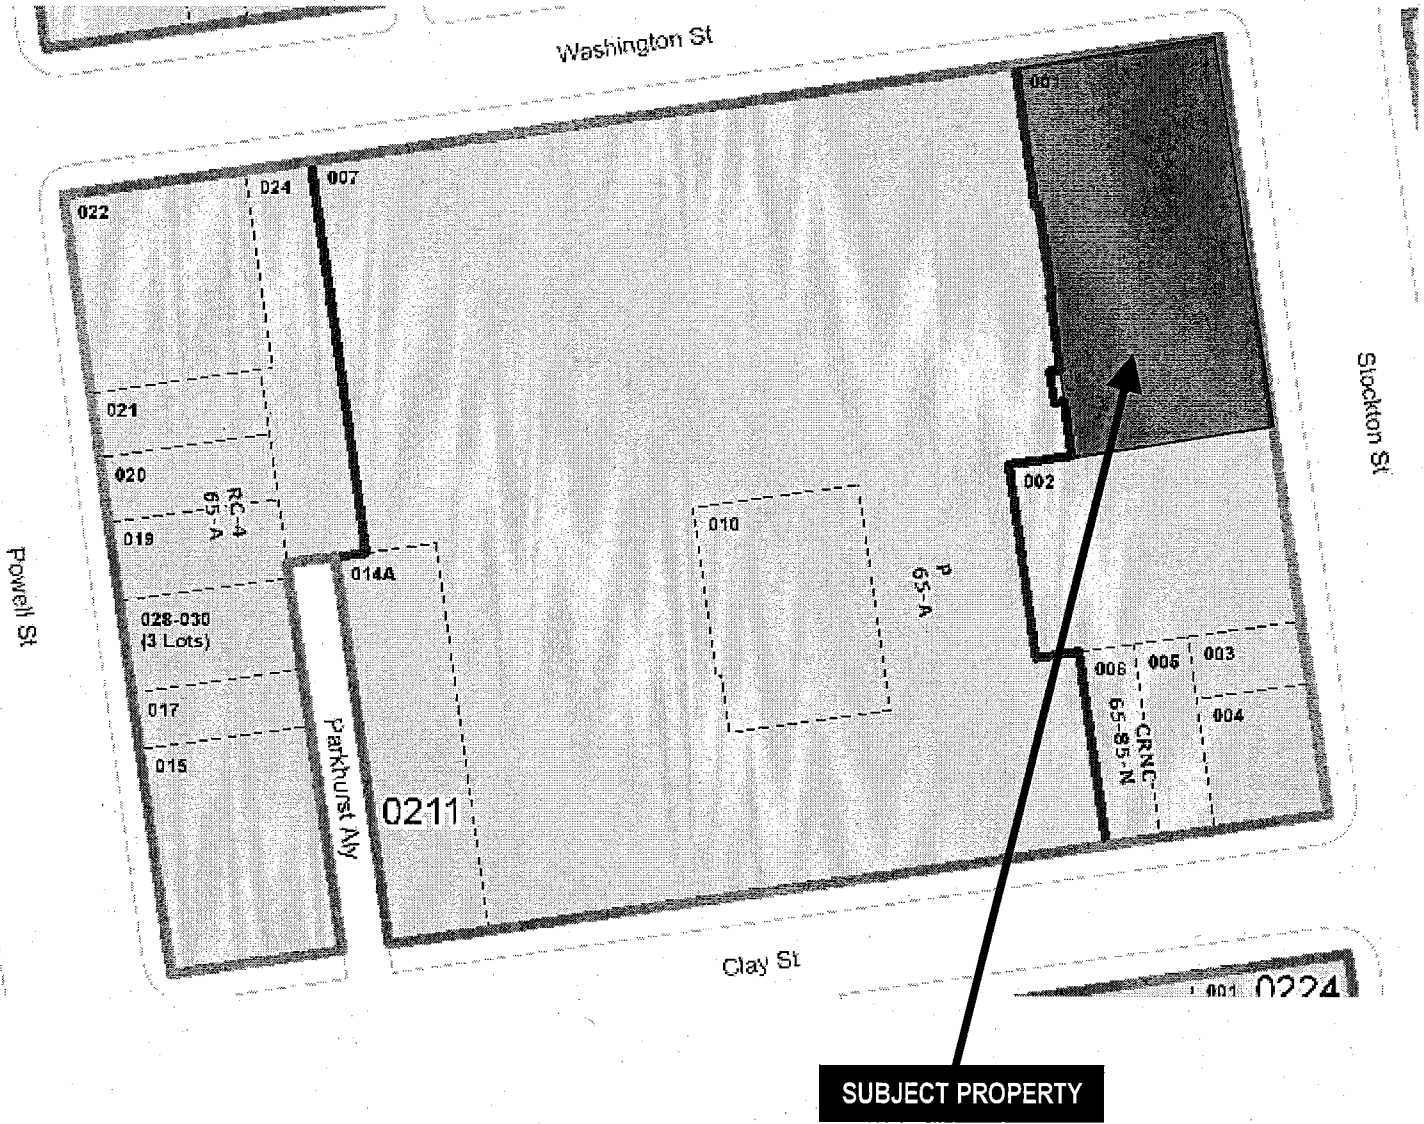 Washington St
001
024
007
022
021
020
RC-4
65-A
019
Stockton St
002
010
P
65-A
014A
Powell St
028-030
(3 Lots)
006
005
003
017
004
CRNC
65-85-N
015
Parkhurst Aly
0211
Clay St
001
0224
SUBJECT PROPERTY